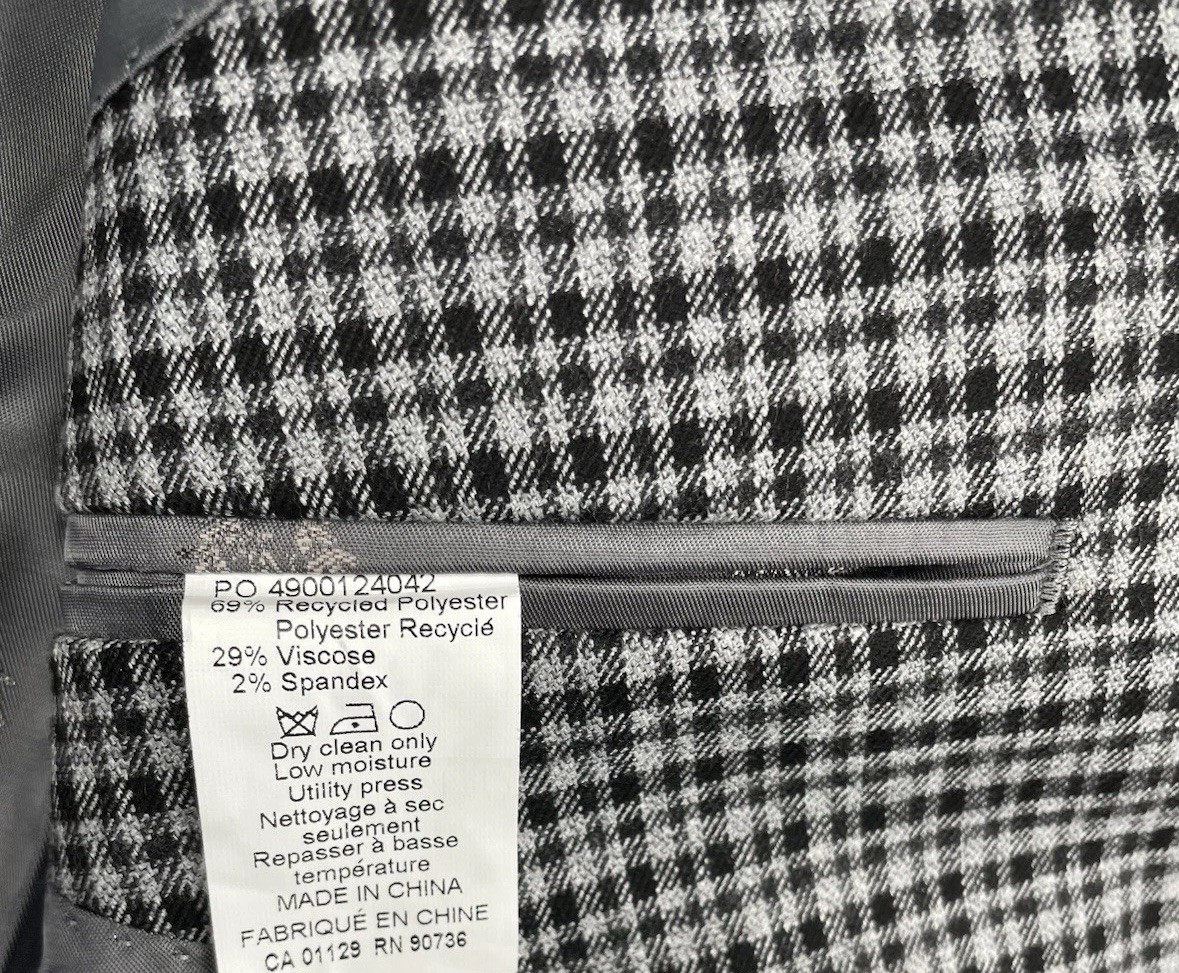 PO 4900124042
69% Recycled Polyester
Polyester Recyclé
29% Viscose
2% Spandex
Dry clean only
Low moisture
Utility press
Nettoyage à sec
seulement
Repasser à basse
température
MADE IN CHINA
FABRIQUÉ EN CHINE
CA 01129 RN 90736